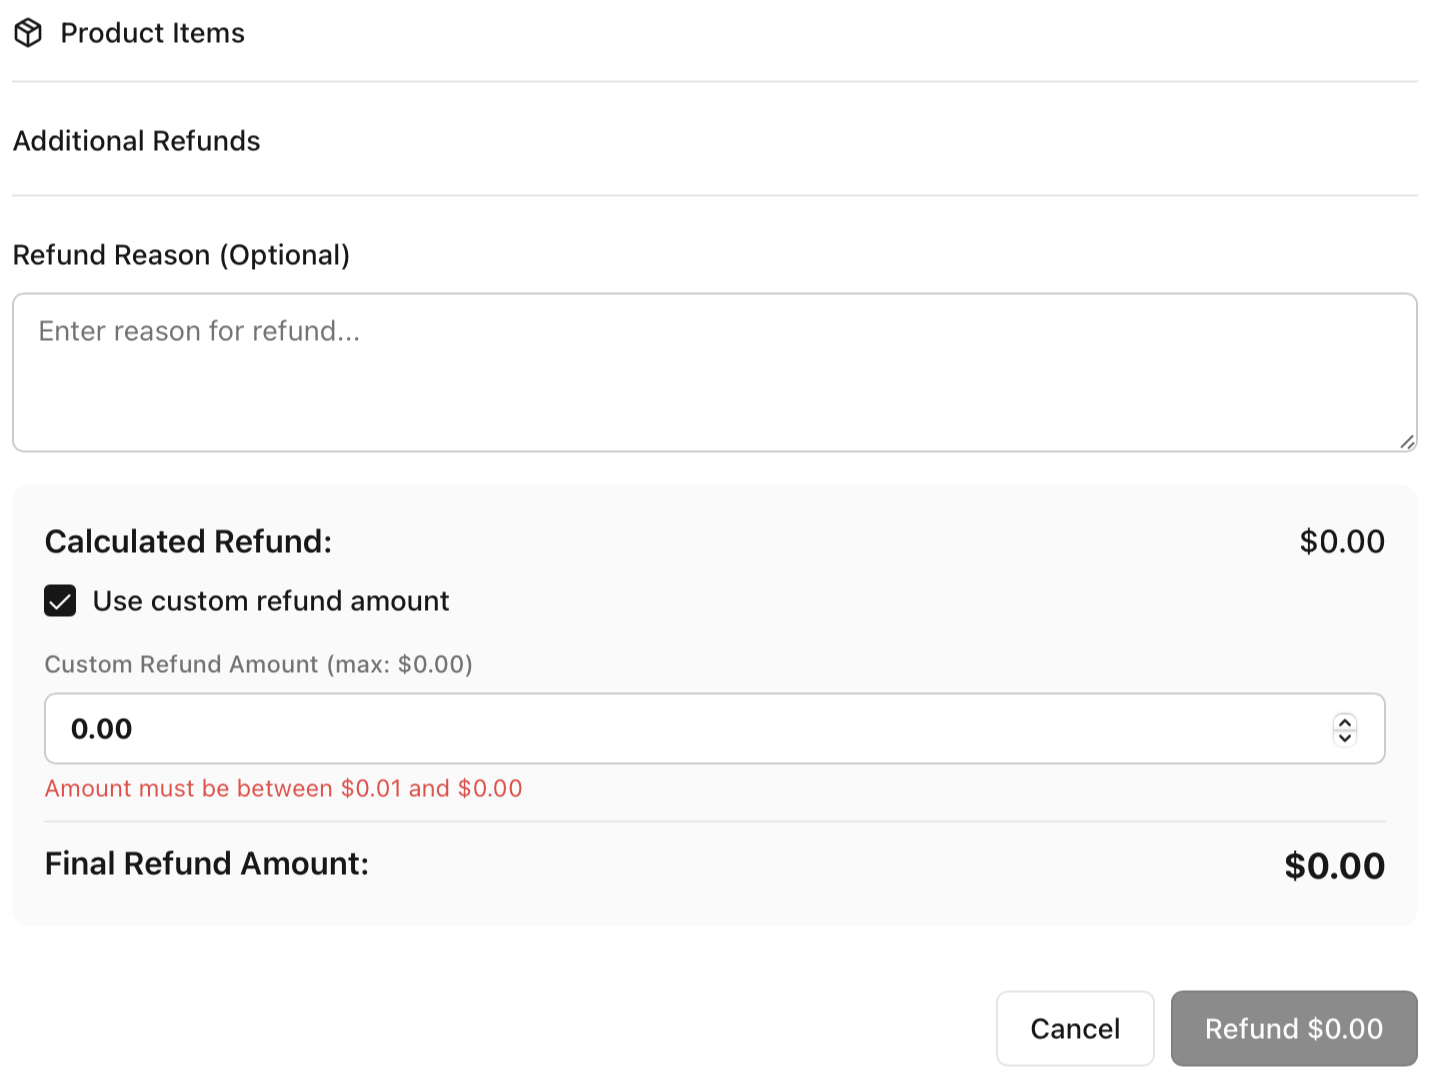 Product Items
Additional Refunds
Refund Reason (Optional)
Enter reason for refund...
Calculated Refund: $0.00
Use custom refund amount
Custom Refund Amount (max: $0.00)
0.00
Amount must be between $0.01 and $0.00
Final Refund Amount: $0.00
Cancel Refund $0.00